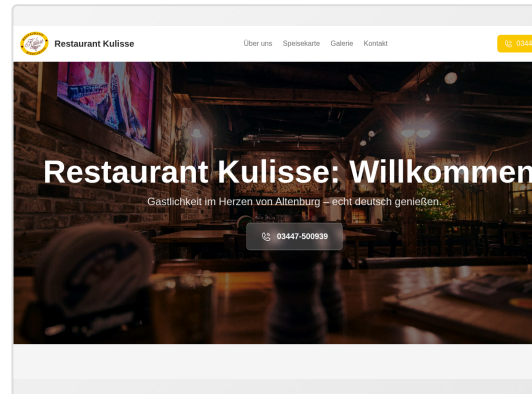 Restaurant Kulisse
Über uns Speisekarte Galerie Kontakt
0344
Restaurant Kulisse: Willkommen
Gastlichkeit im Herzen von Altenburg – echt deutsch genießen.
03447-500939